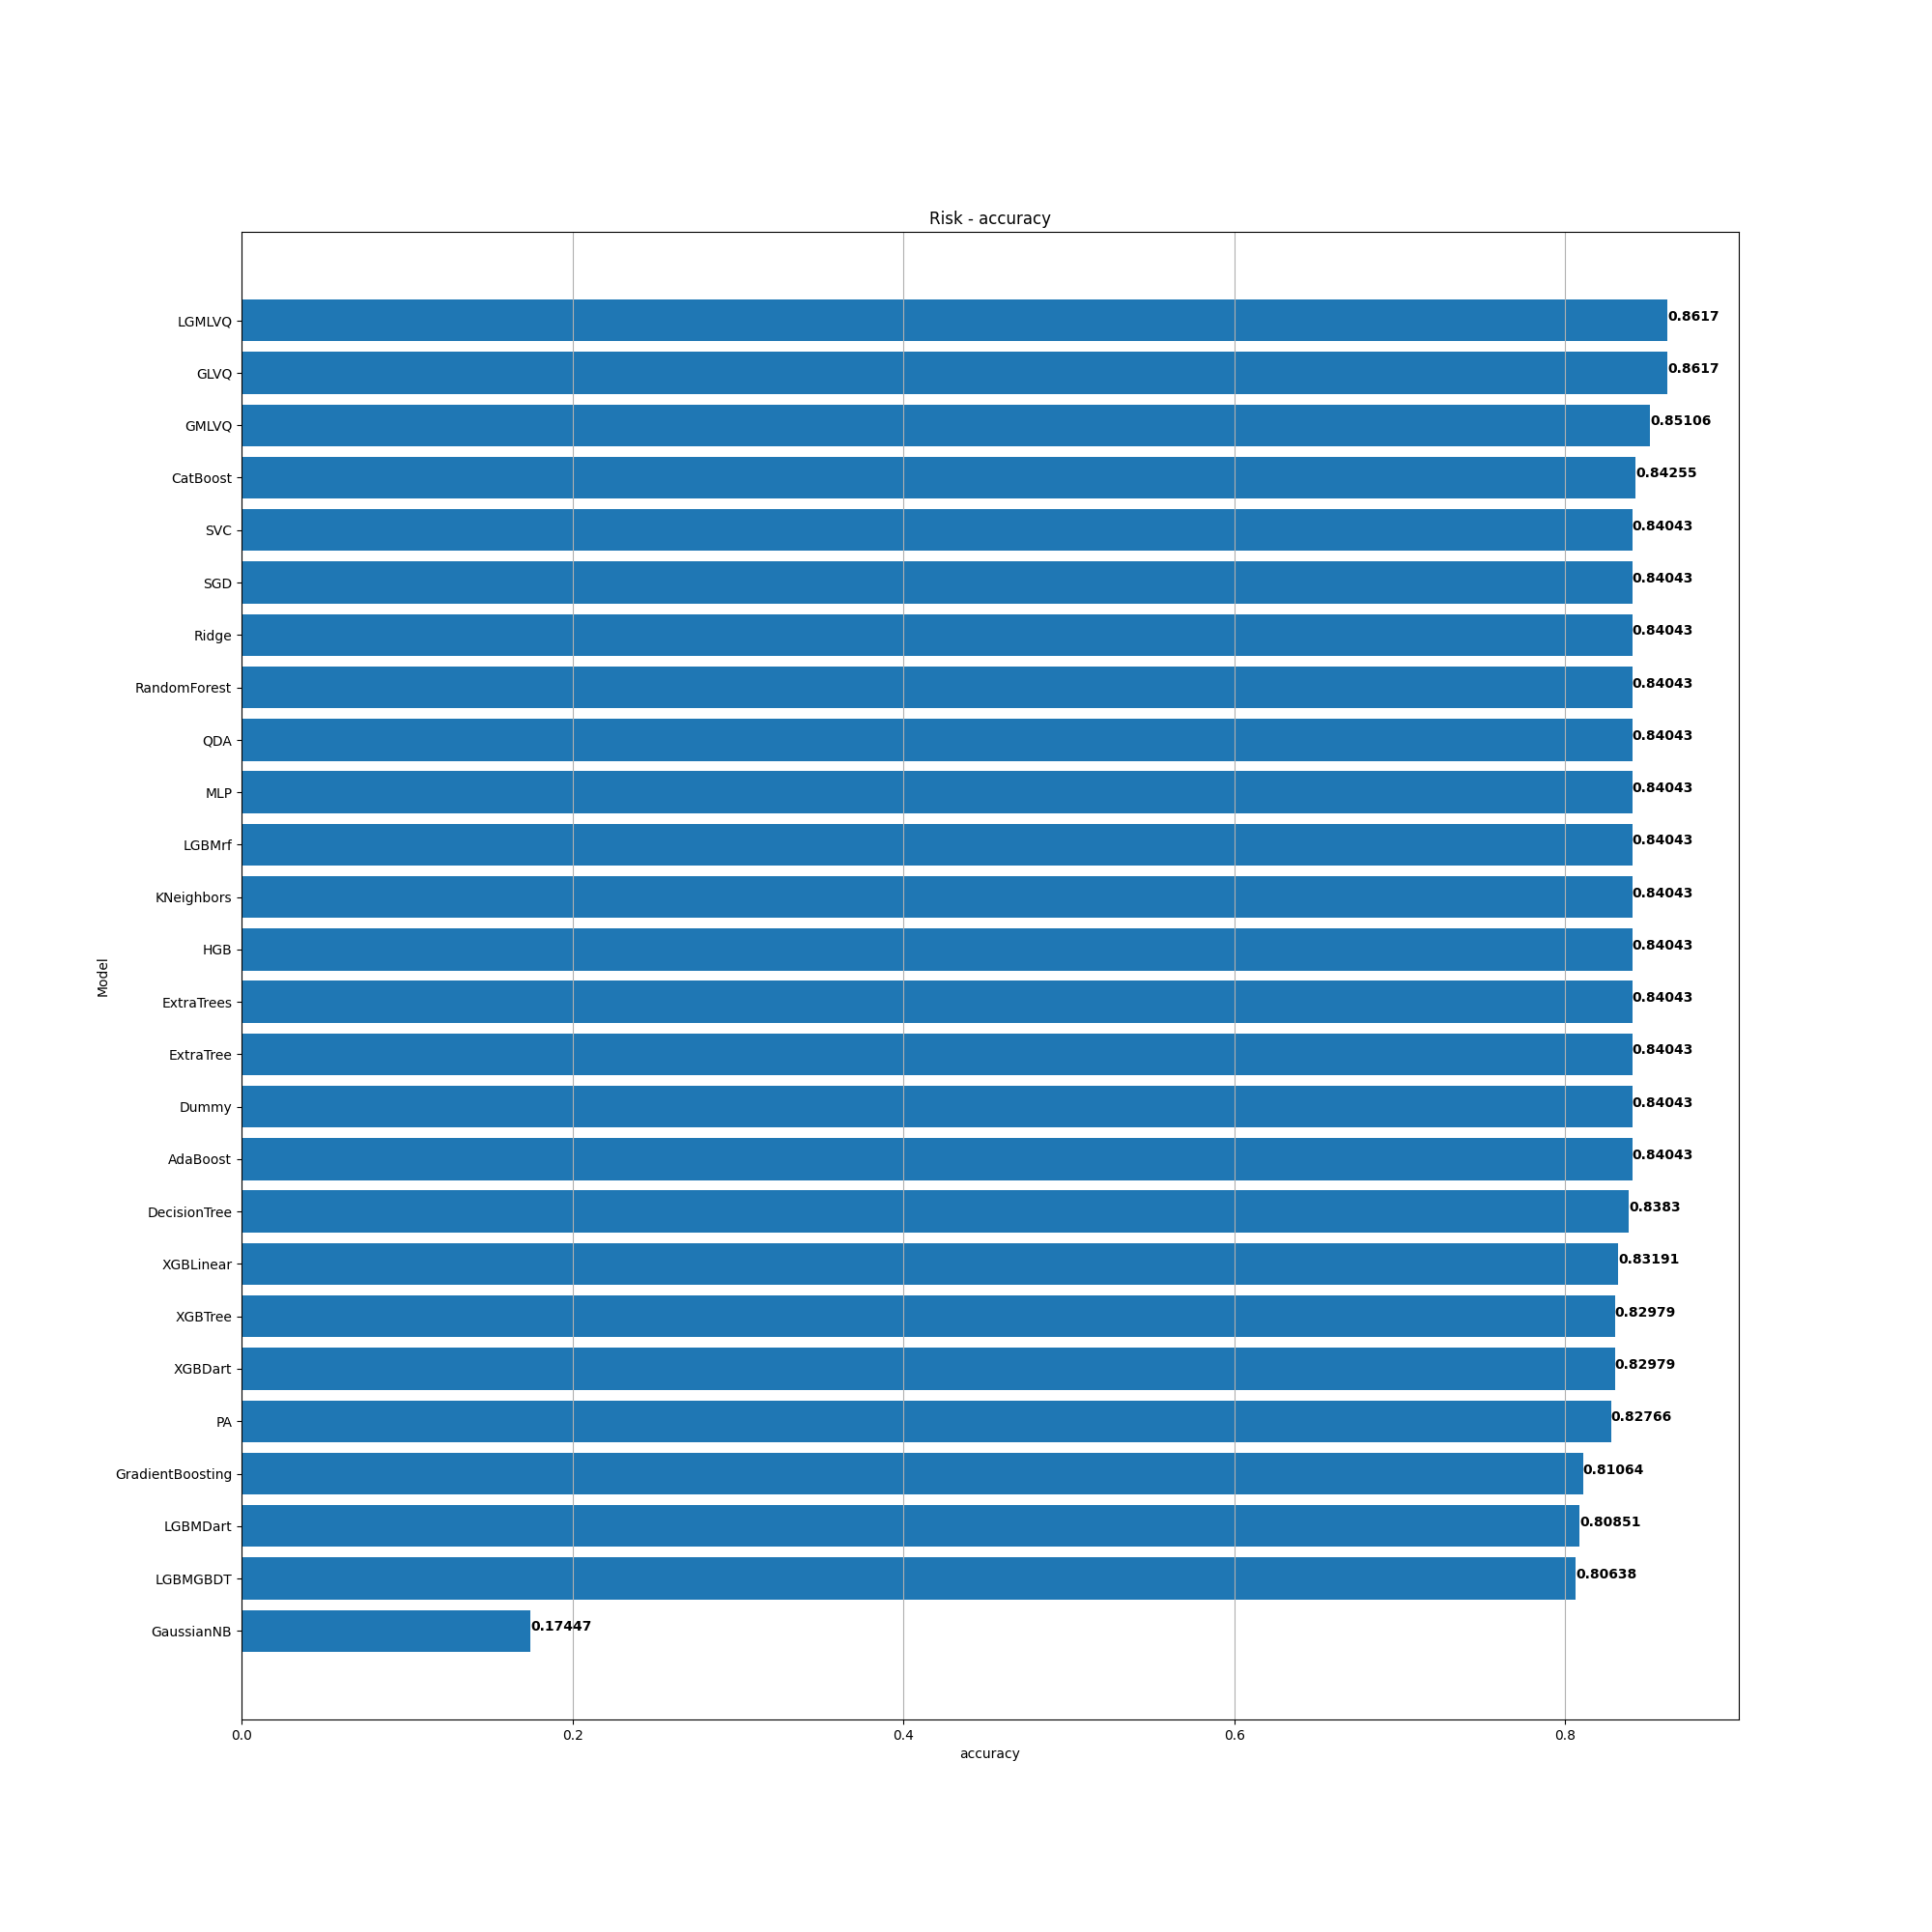 Risk - accuracy
LGMLVQ 0.8617
GLVQ 0.8617
GMLVQ 0.85106
CatBoost 0.84255
SVC 0.84043
SGD 0.84043
Ridge 0.84043
RandomForest 0.84043
QDA 0.84043
MLP 0.84043
LGBMrf 0.84043
KNeighbors 0.84043
HGB 0.84043
ExtraTrees 0.84043
ExtraTree 0.84043
Dummy 0.84043
AdaBoost 0.84043
DecisionTree 0.8383
XGBLinear 0.83191
XGBTree 0.82979
XGBDart 0.82979
PA 0.82766
GradientBoosting 0.81064
LGBMDart 0.80851
LGBMGBDT 0.80638
GaussianNB 0.17447
Model
0.0 0.2 0.4 0.6 0.8
accuracy